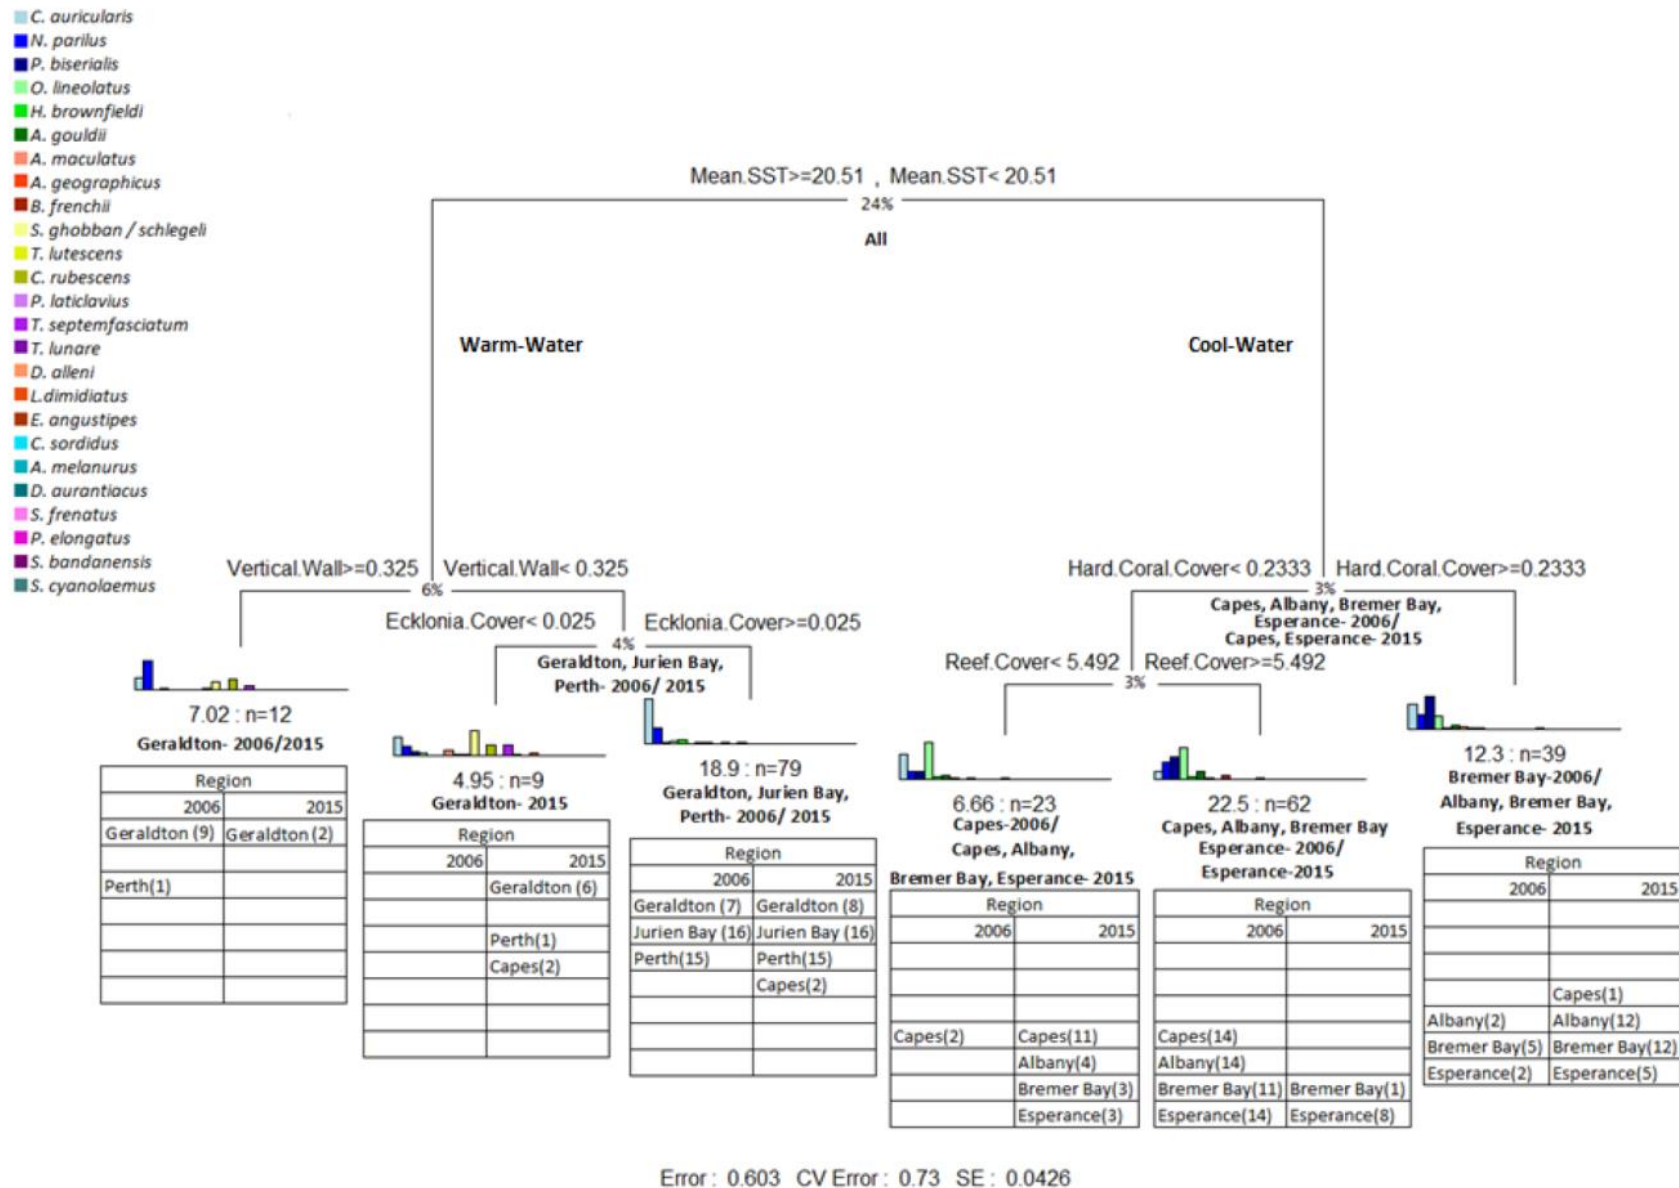 C. auricularis
N. parilus
P. biserialis
O. lineolatus
H. brownfieldi
A. gouldii
A. maculatus
A. geographicus
B. frenchii
S. ghobban / schlegeli
T. lutescens
C. rubescens
P. laticlavius
T. septemfasciatum
T. lunare
D. alleni
L.dimidiatus
E. angustipes
C. sordidus
A. melanurus
D. aurantiacus
S. frenatus
P. elongatus
S. bandanensis
S. cyanolaemus
Mean.SST>=20.51 , Mean.SST< 20.51
24%
All
Warm-Water
Cool-Water
Vertical.Wall>=0.325 Vertical.Wall< 0.325
6%
Ecklonia.Cover< 0.025 Ecklonia.Cover>=0.025
4%
Geraldton, Jurien Bay,
Perth- 2006/ 2015
Hard.Coral.Cover< 0.2333 Hard.Coral.Cover>=0.2333
3%
Capes, Albany, Bremer Bay,
Esperance- 2006/
Capes, Esperance- 2015
Reef.Cover< 5.492 Reef.Cover>=5.492
3%
7.02 : n=12
Geraldton- 2006/2015
Region
2006 2015
Geraldton (9) Geraldton (2)
Perth(1)
4.95 : n=9
Geraldton- 2015
Region
2006 2015
Geraldton (6)
Perth(1)
Capes(2)
18.9 : n=79
Geraldton, Jurien Bay,
Perth- 2006/ 2015
Region
2006 2015
Geraldton (7) Geraldton (8)
Jurien Bay (16) Jurien Bay (16)
Perth(15) Perth(15)
Capes(2)
6.66 : n=23
Capes-2006/
Capes, Albany,
Bremer Bay, Esperance- 2015
Region
2006 2015
Capes(2) Capes(11)
Albany(4)
Bremer Bay(3)
Esperance(3)
22.5 : n=62
Capes, Albany, Bremer Bay
Esperance- 2006/
Esperance-2015
Region
2006 2015
Capes(14)
Albany(14)
Bremer Bay(11) Bremer Bay(1)
Esperance(14) Esperance(8)
12.3 : n=39
Bremer Bay-2006/
Albany, Bremer Bay,
Esperance- 2015
Region
2006 2015
Capes(1)
Albany(2) Albany(12)
Bremer Bay(5) Bremer Bay(12)
Esperance(2) Esperance(5)
Error : 0.603 CV Error : 0.73 SE : 0.0426